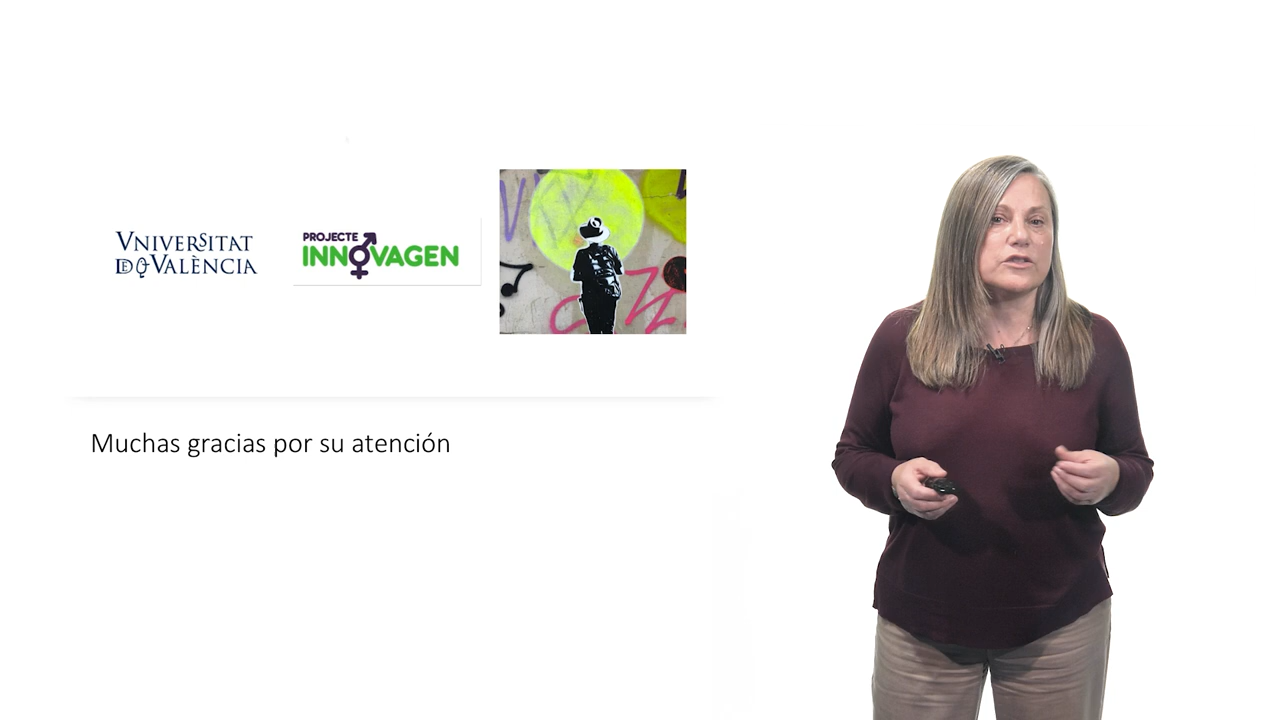 VNIVERSITAT
DE VALÈNCIA
PROJECTE
INNOVAGEN
Muchas gracias por su atención